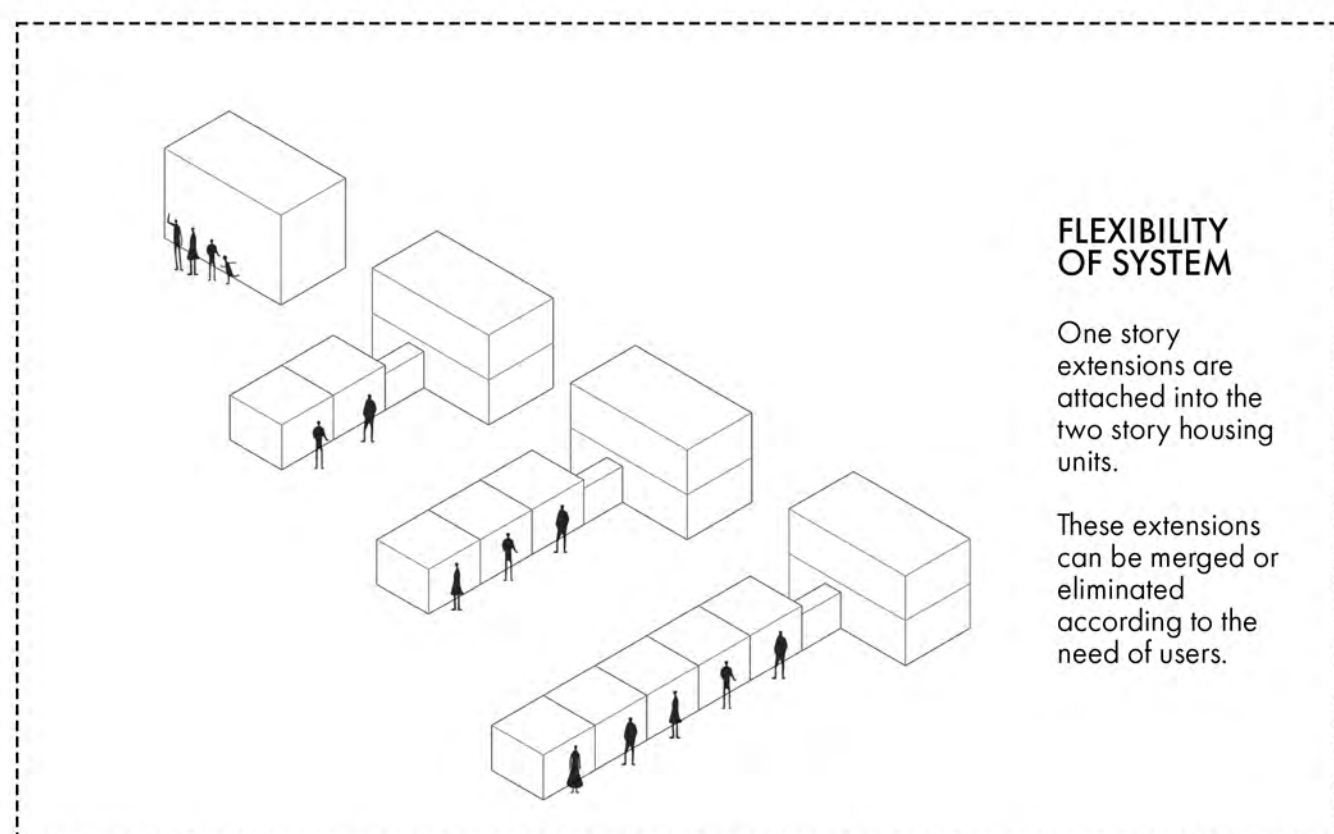 FLEXIBILITY
OF SYSTEM
One story
extensions are
attached into the
two story housing
units.
These extensions
can be merged or
eliminated
according to the
need of users.